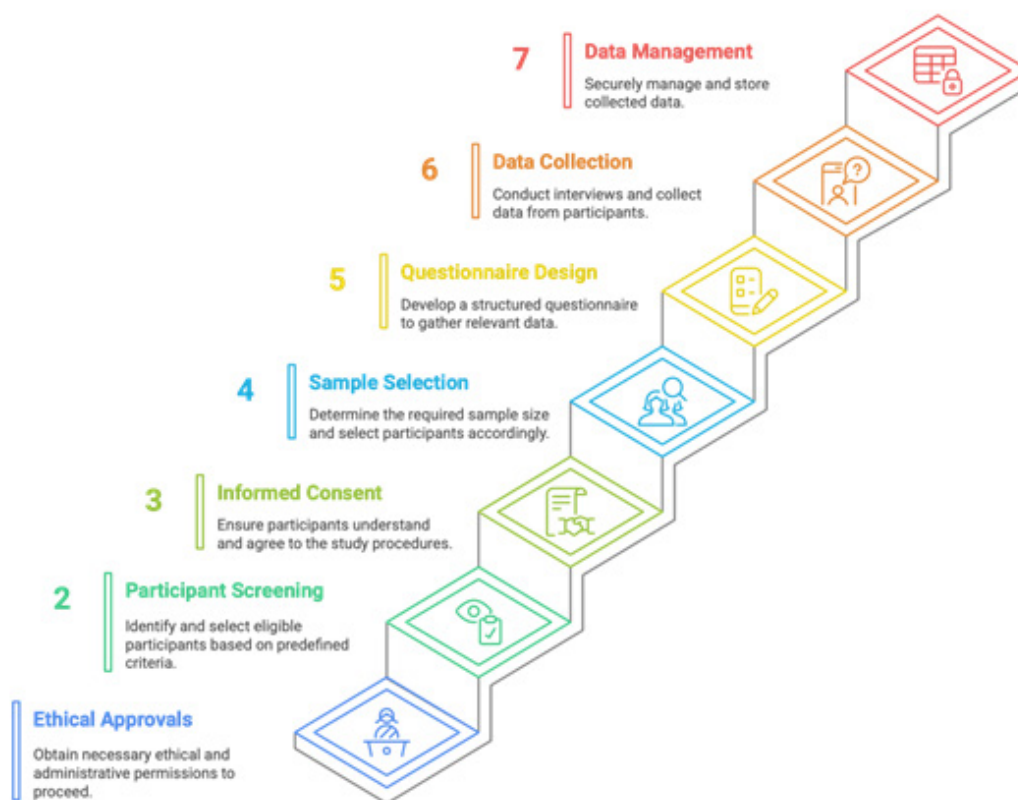 7
Data Management
Securely manage and store
collected data.
6
Data Collection
Conduct interviews and collect
data from participants.
5
Questionnaire Design
Develop a structured questionnaire
to gather relevant data.
4
Sample Selection
Determine the required sample size
and select participants accordingly.
3
Informed Consent
Ensure participants understand
and agree to the study procedures.
2
Participant Screening
Identify and select eligible
participants based on predefined
criteria.
Ethical Approvals
Obtain necessary ethical and
administrative permissions to
proceed.
?